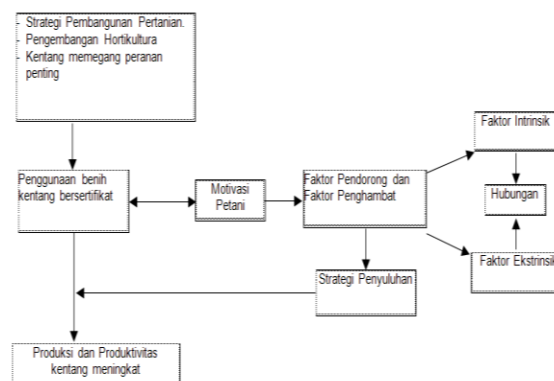 - Strategi Pembangunan Pertanian.
- Pengembangan Hortikultura
- Kentang memegang peranan
penting
Faktor Intrinsik
Penggunaan benih
kentang bersertifikat
Motivasi
Petani
Faktor Pendorong dan
Faktor Penghambat
Hubungan
Faktor Ekstrinsik
Strategi Penyuluhan
Produksi dan Produktivitas
kentang meningkat